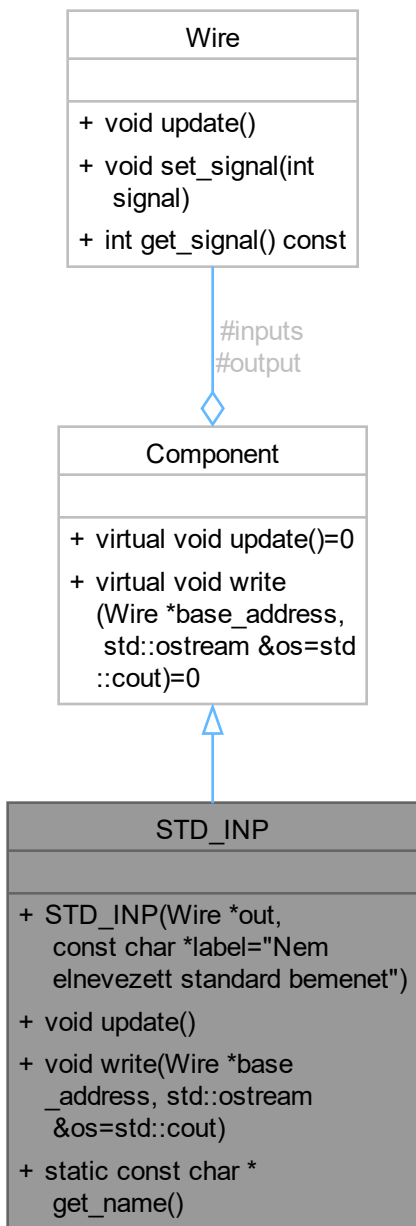 Wire
+ void update()
+ void set_signal(int
signal)
+ int get_signal() const
#inputs
#output
Component
+ virtual void update()=0
+ virtual void write
(Wire *base_address,
std::ostream &os=std
::cout)=0
STD_INP
+ STD_INP(Wire *out,
const char *label="Nem
elnevezett standard bemenet")
+ void update()
+ void write(Wire *base
_address, std::ostream
&os=std::cout)
+ static const char *
get_name()